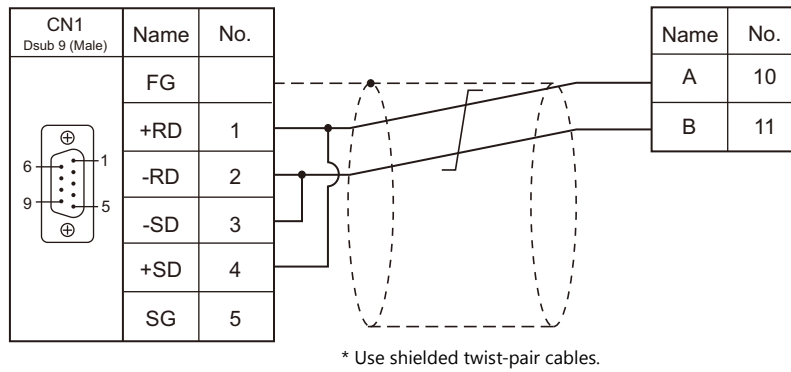 CN1
Dsub 9 (Male)
Name No.
FG
+RD 1
-RD 2
-SD 3
+SD 4
SG 5
6 1
9 5
Name No.
A 10
B 11
* Use shielded twist-pair cables.